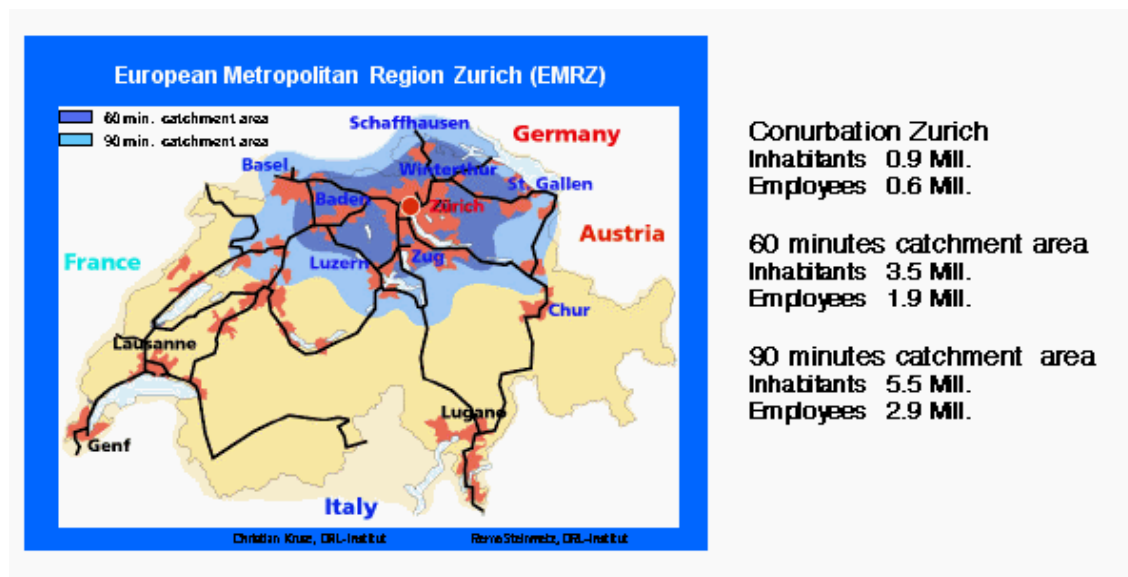 European Metropolitan Region Zurich (EMRZ)
60 min. catchment area
90 min. catchment area
Schaffhausen
Germany
Basel
Winterthur
St. Gallen
Baden
Zürich
Austria
France
Luzern
Zug
Chur
Lausanne
Lugano
Genf
Italy
Christian Kruse, ORL-Institut
Remo Steinmetz, ORL-Institut
Conurbation Zurich
Inhabitants 0.9 Mill.
Employees 0.6 Mill.
60 minutes catchment area
Inhabitants 3.5 Mill.
Employees 1.9 Mill.
90 minutes catchment area
Inhabitants 5.5 Mill.
Employees 2.9 Mill.